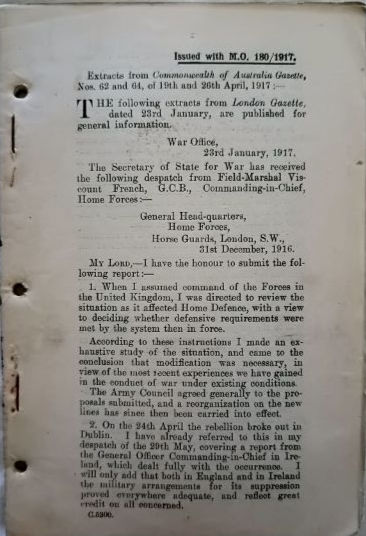 Issued with M.O. 180/1917.
Extracts from Commonwealth of Australia Gazette,
Nos. 62 and 64, of 19th and 26th April, 1917 :—
THE following extracts from London Gazette,
dated 23rd January, are published for
general information.
War Office,
23rd January, 1917.
The Secretary of State for War has received
the following despatch from Field-Marshal Vis-
count French, G.C.B., Commanding-in-Chief,
Home Forces:—
General Head-quarters,
Home Forces,
Horse Guards, London, S.W.,
31st December, 1916.
MY LORD,—I have the honour to submit the fol-
lowing report:—
1. When I assumed command of the Forces in
the United Kingdom, I was directed to review the
situation as it affected Home Defence, with a view
to deciding whether defensive requirements were
met by the system then in force.
According to these instructions I made an ex-
haustive study of the situation, and came to the
conclusion that modification was necessary, in
view of the most recent experiences we have gained
in the conduct of war under existing conditions.
The Army Council agreed generally to the pro-
posals submitted, and a reorganization on the new
lines has since then been carried into effect.
2. On the 24th April the rebellion broke out in
Dublin. I have already referred to this in my
despatch of the 29th May, covering a report from
the General Officer Commanding-in-Chief in Ire-
land, which dealt fully with the occurrence. I
will only add that both in England and in Ireland
the military arrangements for its suppression
proved everywhere adequate, and reflect great
credit on all concerned.
C.5200.